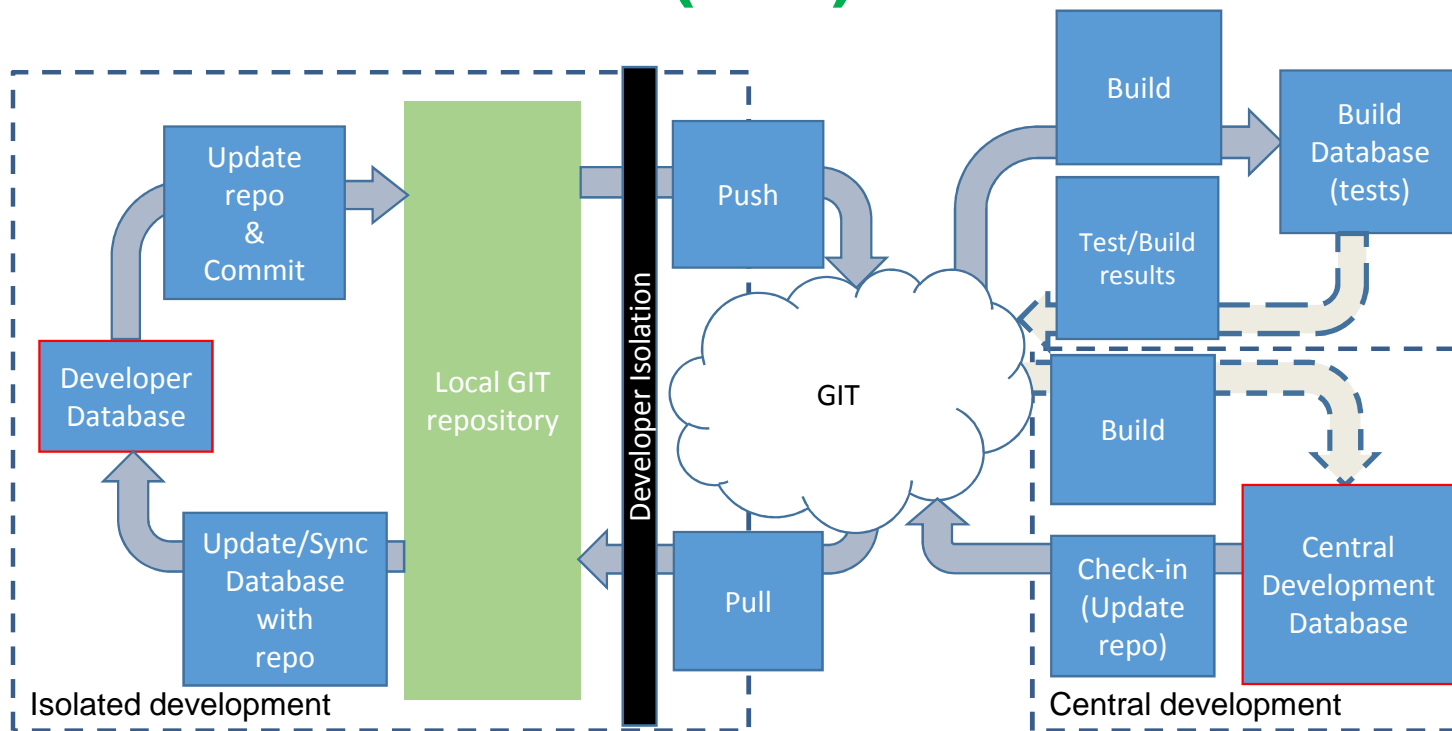 Update
repo
&
Commit
Developer
Database
Update/Sync
Database
with
repo
Local GIT
repository
Isolated development
Developer Isolation
Push
Pull
GIT
Build
Build
Database
(tests)
Test/Build
results
Build
Central
Development
Database
Check-in
(Update
repo)
Central development